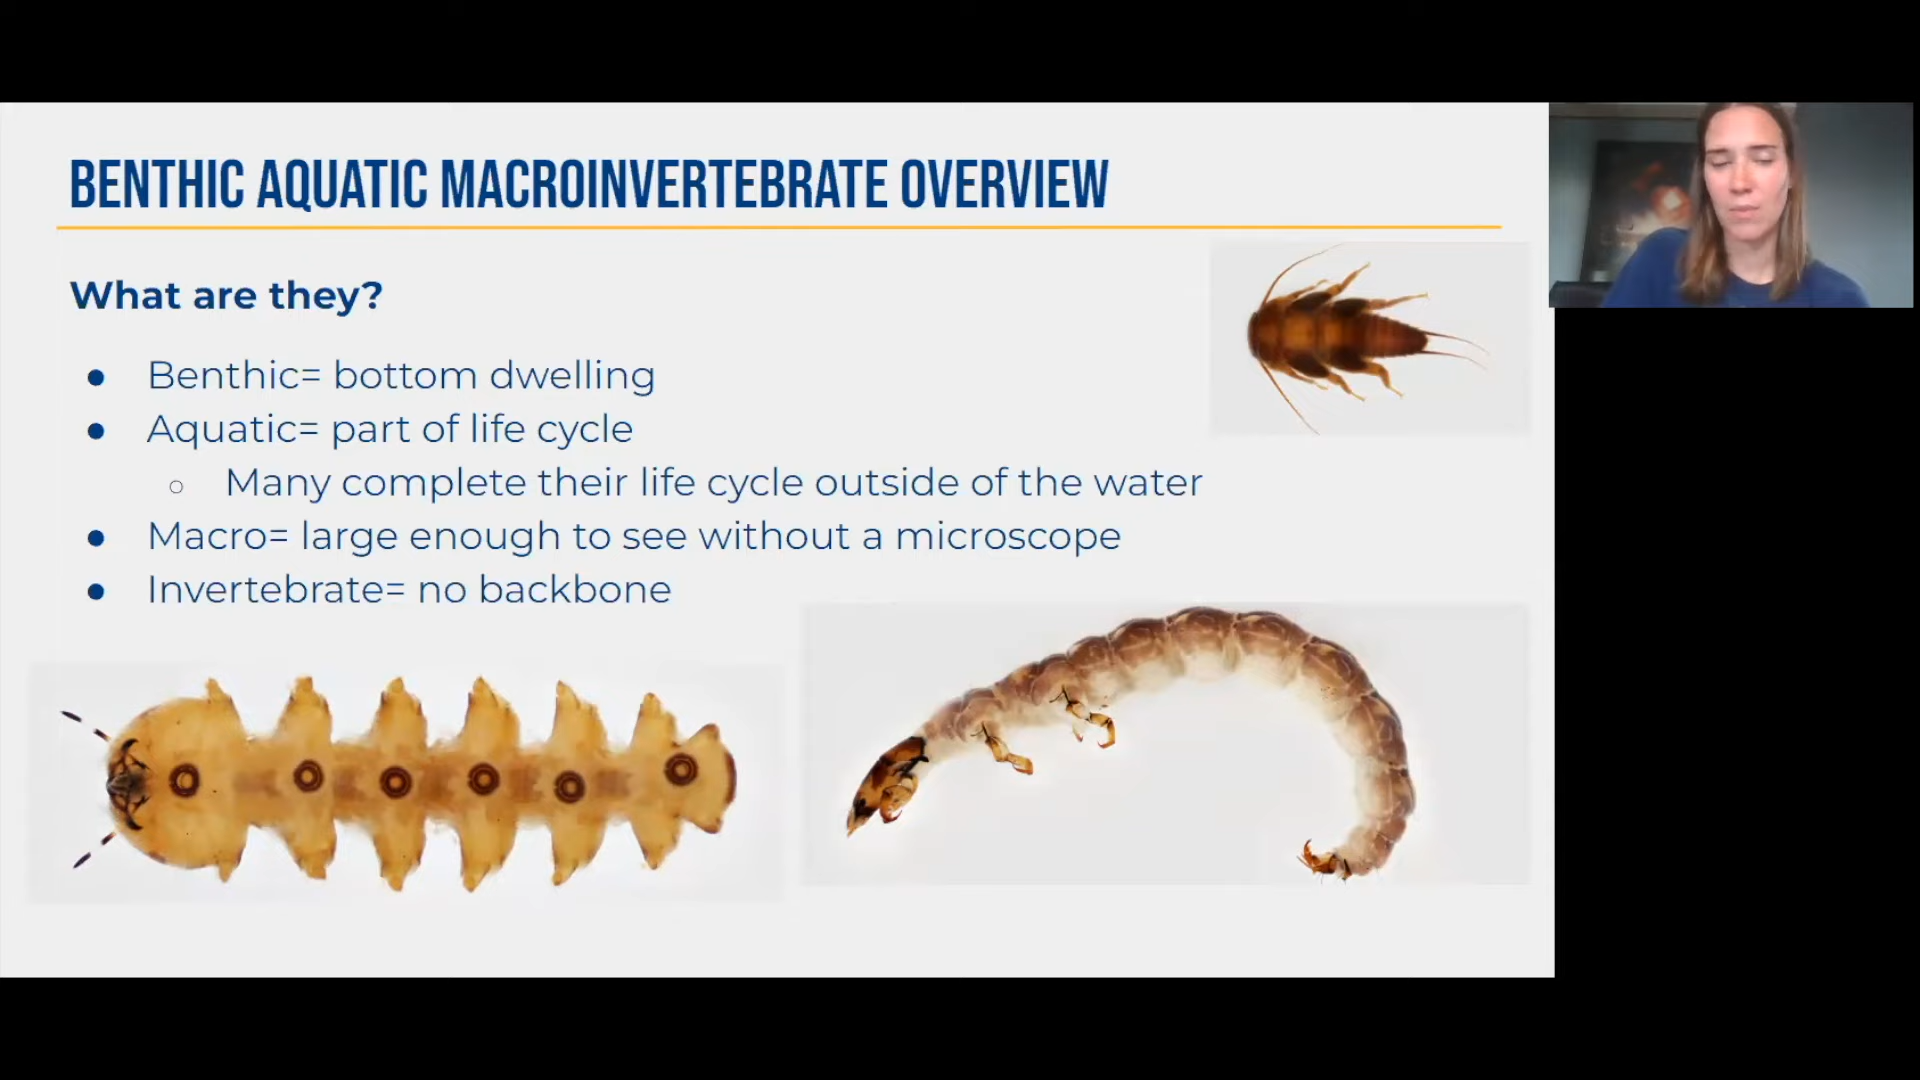 BENTHIC AQUATIC MACROINVERTEBRATE OVERVIEW
What are they?
● Benthic= bottom dwelling
● Aquatic= part of life cycle
○ Many complete their life cycle outside of the water
● Macro= large enough to see without a microscope
● Invertebrate= no backbone